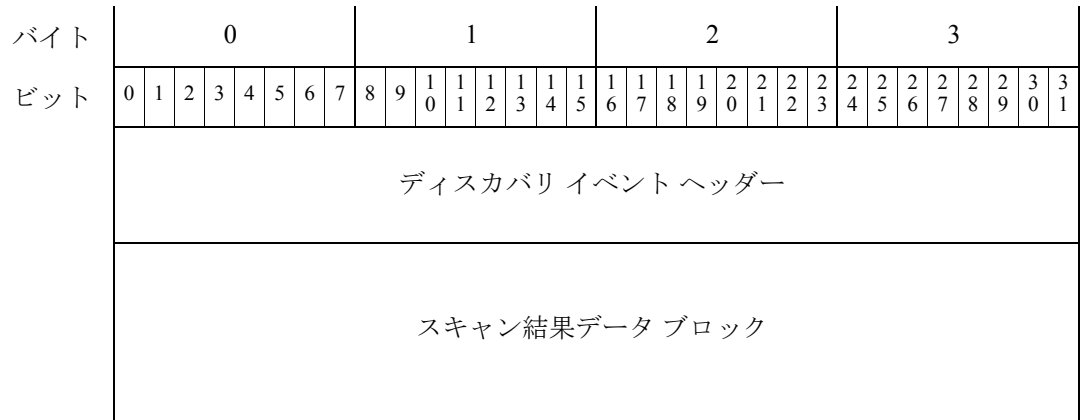 バイト 0 1 2 3
ビット 0 1 2 3 4 5 6 7 8 9 10 11 12 13 14 15 16 17 18 19 20 21 22 23 24 25 26 27 28 29 30 31
ディスカバリ イベント ヘッダー
スキャン結果データ ブロック